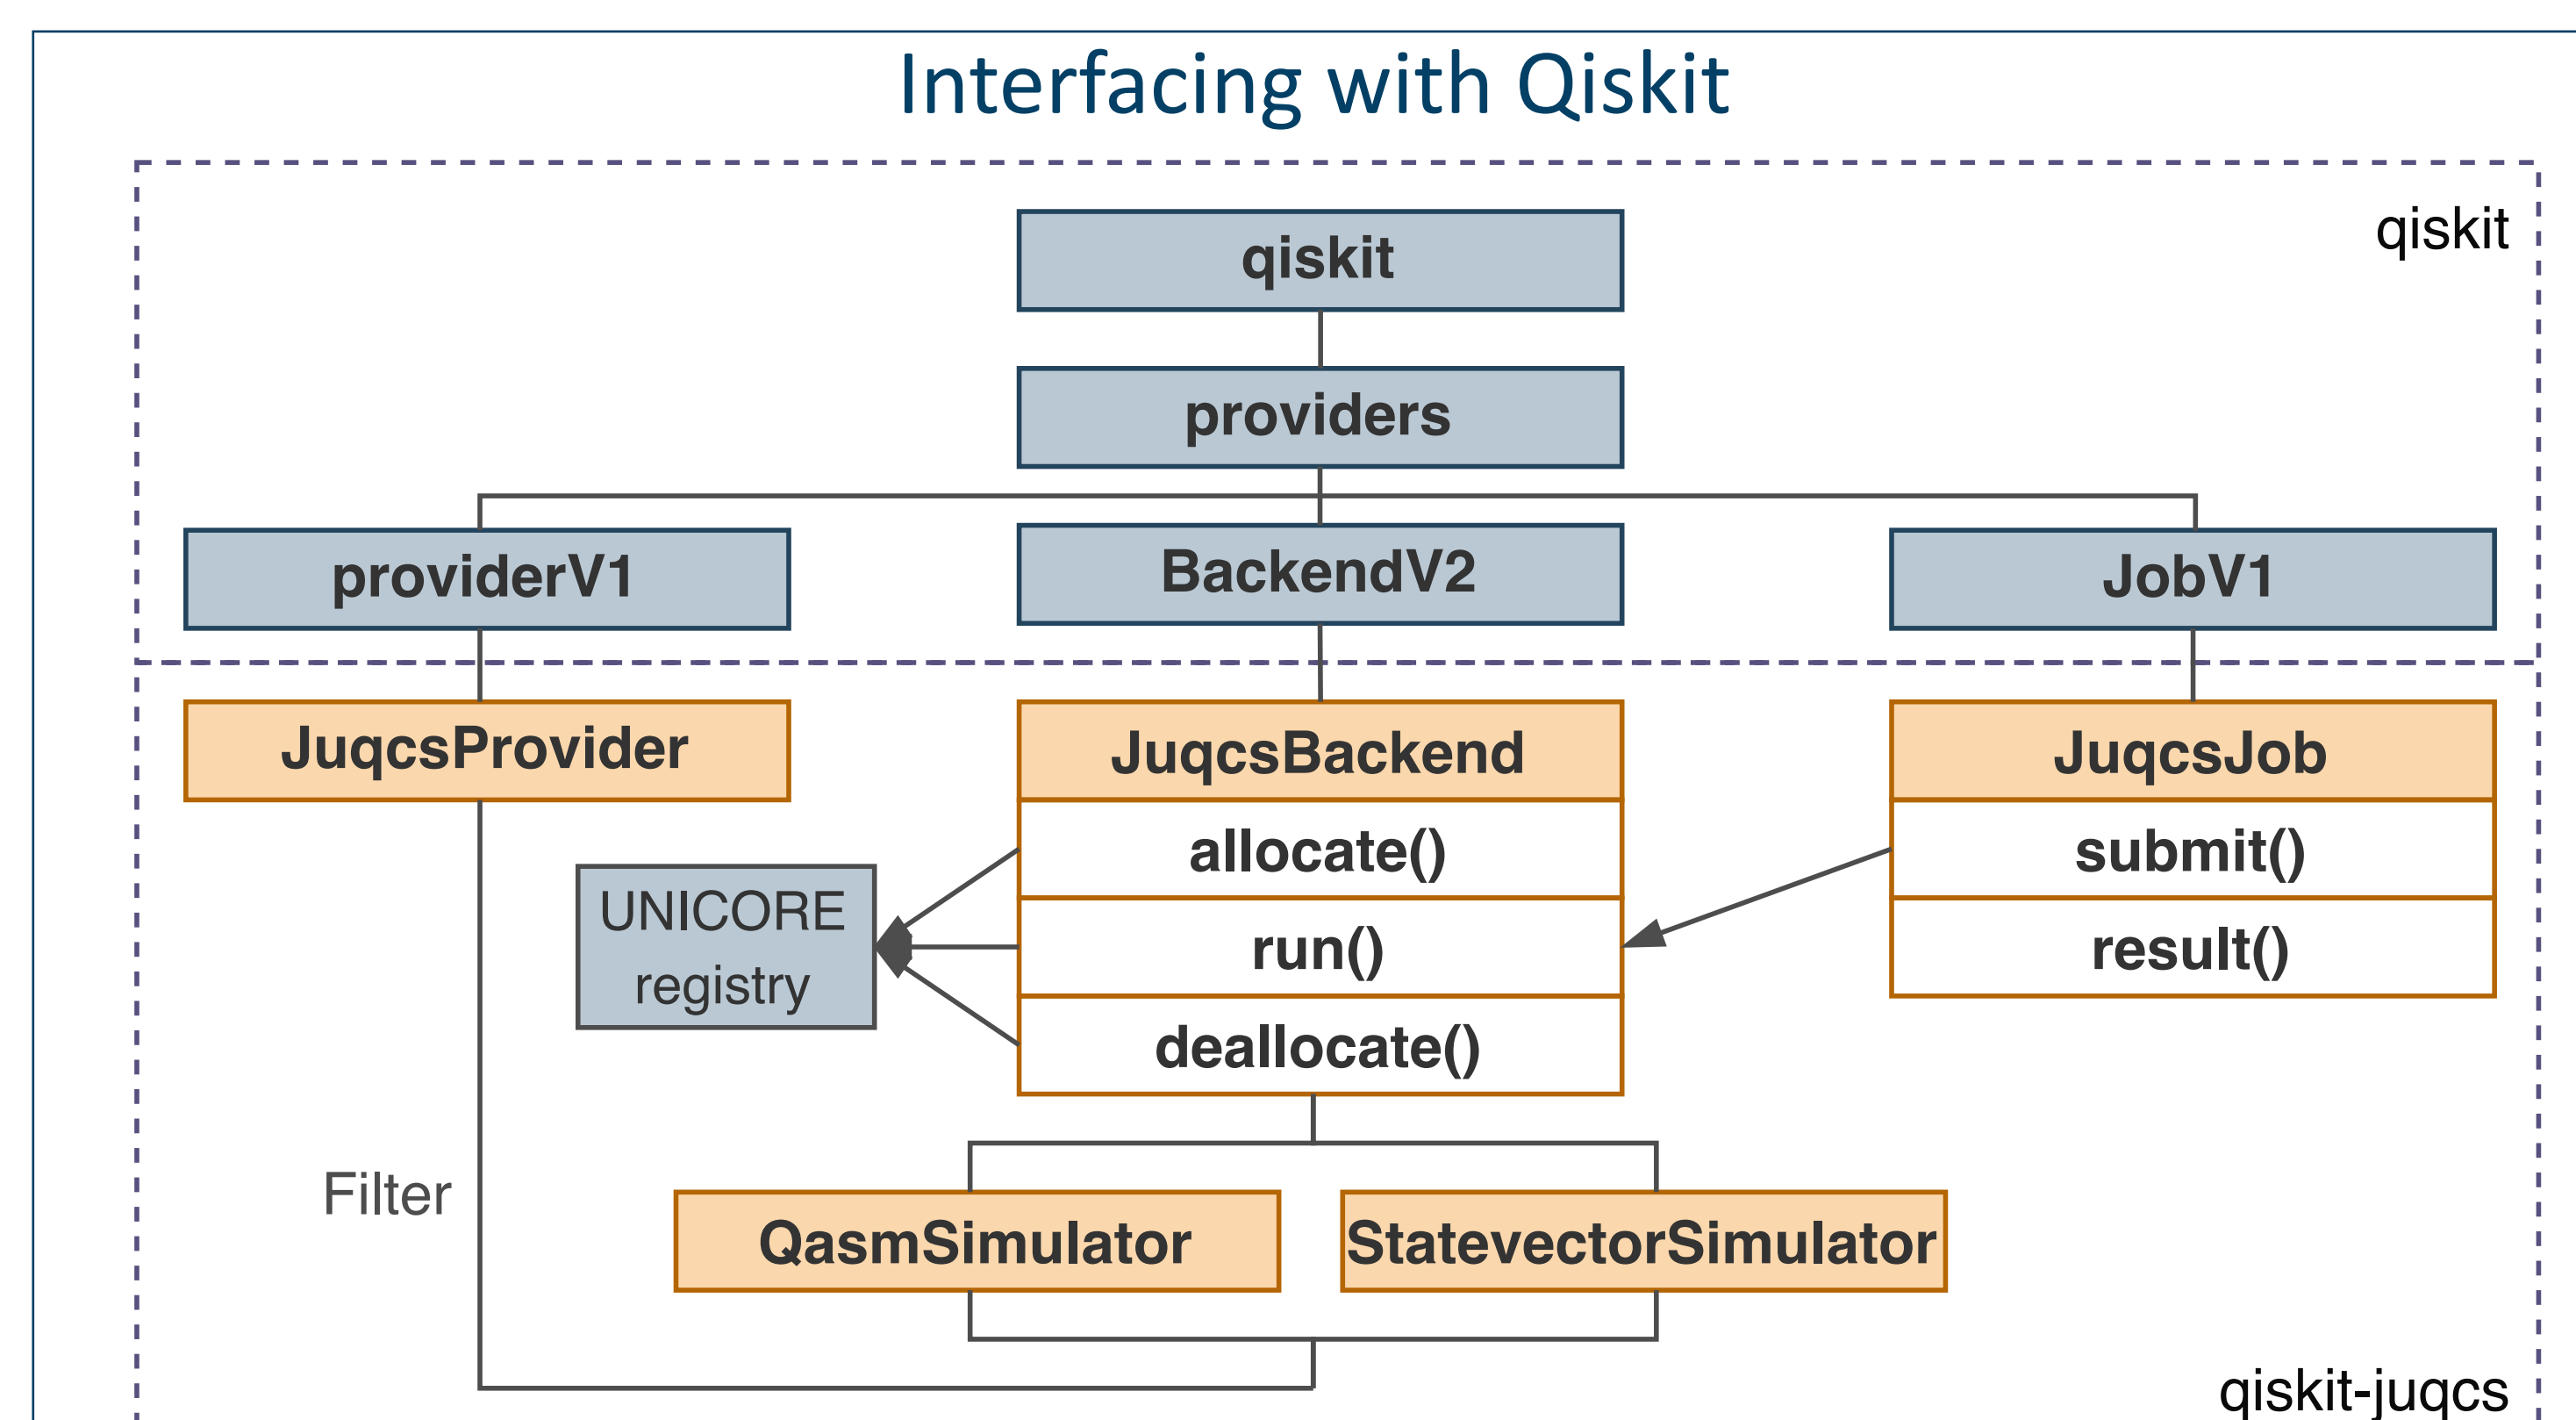 Interfacing with Qiskit
qiskit
qiskit
providers
providerV1
BackendV2
JobV1
JuqcsProvider
JuqcsBackend
JuqcsJob
allocate()
submit()
UNICORE
registry
run()
result()
deallocate()
Filter
QasmSimulator
StatevectorSimulator
qiskit-juqcs